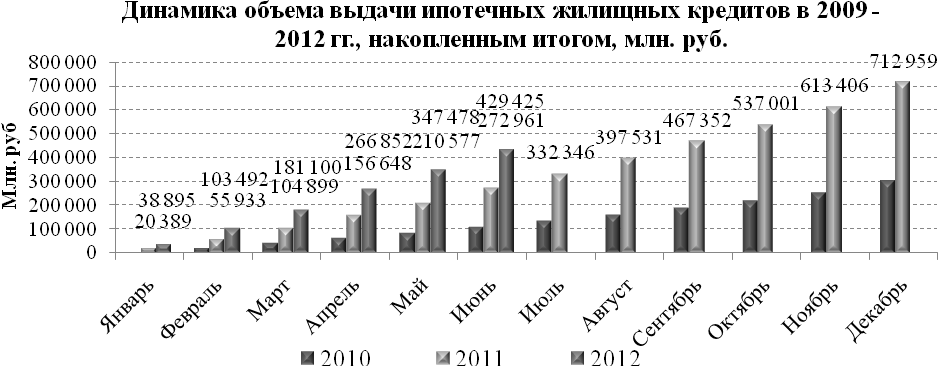 Динамика объема выдачи ипотечных жилищных кредитов в 2009 -
2012 гг., накопленным итогом, млн. руб.
Млн. руб
800 000
700 000
600 000
500 000
400 000
300 000
200 000
100 000
0
38 895
20 389
103 492
55 933
181 100
104 899
266 852
156 648
347 478
210 577
429 425
272 961
332 346
397 531
467 352
537 001
613 406
712 959
Январь
Февраль
Март
Апрель
Май
Июнь
Июль
Август
Сентябрь
Октябрь
Ноябрь
Декабрь
2010
2011
2012